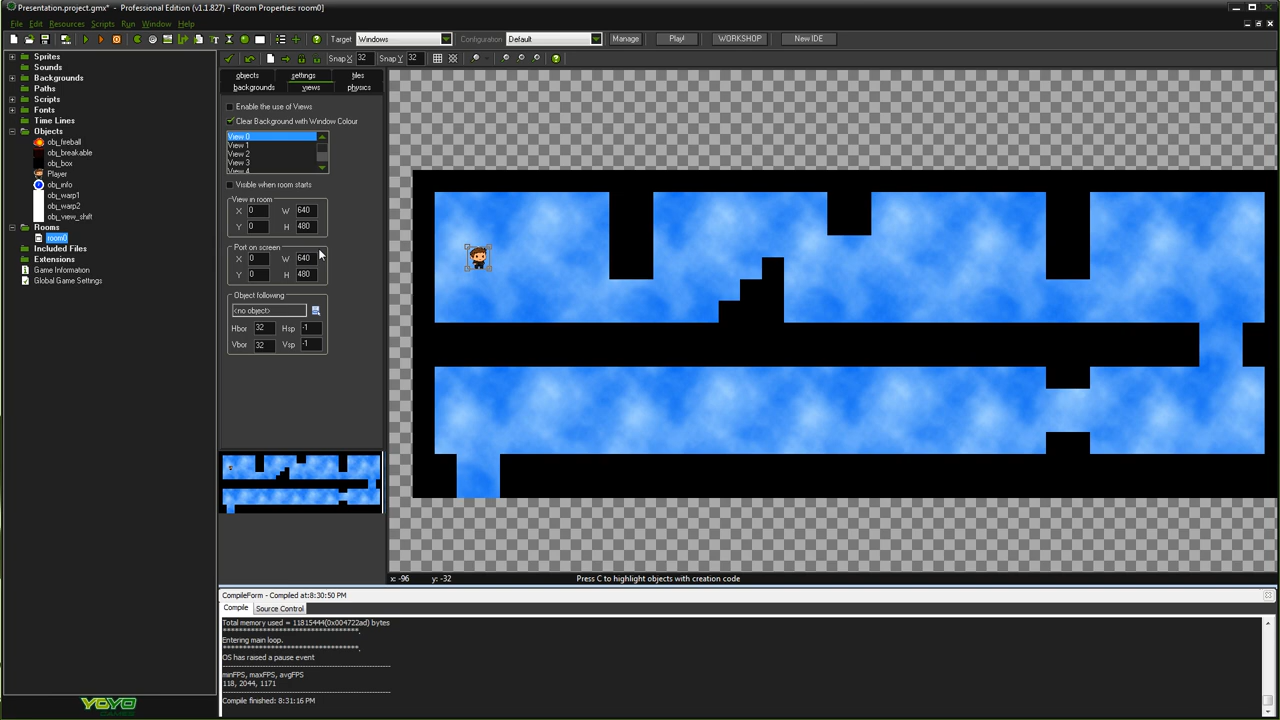 Presentation.project.gmx* - Professional Edition (v1.1.827) - [Room Properties: room0]
File Edit Resources Scripts Run Window Help
Target Windows Configuration Default Manage Play! WORKSHOP New IDE
Snap X 32 Snap Y 32
Sprites
Sounds
Backgrounds
Paths
Scripts
Fonts
Time Lines
Objects
obj_fireball
obj_breakable
obj_box
Player
obj_info
obj_warp1
obj_warp2
obj_view_shift
Rooms
room0
Included Files
Extensions
Game Information
Global Game Settings
objects settings tiles
backgrounds views physics
Enable the use of Views
Clear Background with Window Colour
View 0
View 1
View 2
View 3
View 4
Visible when room starts
View in room
X 0 W 640
Y 0 H 480
Port on screen
X 0 W 640
Y 0 H 480
Object following
<no object>
Hbor 32 Hsp -1
Vbor 32 Vsp -1
x: -96 y: -32 Press C to highlight objects with creation code
CompileForm - Compiled at:8:30:50 PM
Compile Source Control
Total memory used = 11815444(0x004722ad) bytes
***********************************.
Entering main loop.
***********************************.
OS has raised a pause event
-------------------------------------------------------
minFPS, maxFPS, avgFPS
118, 2044, 1171
-------------------------------------------------------
Compile finished: 8:31:16 PM
YOYO
GAMES